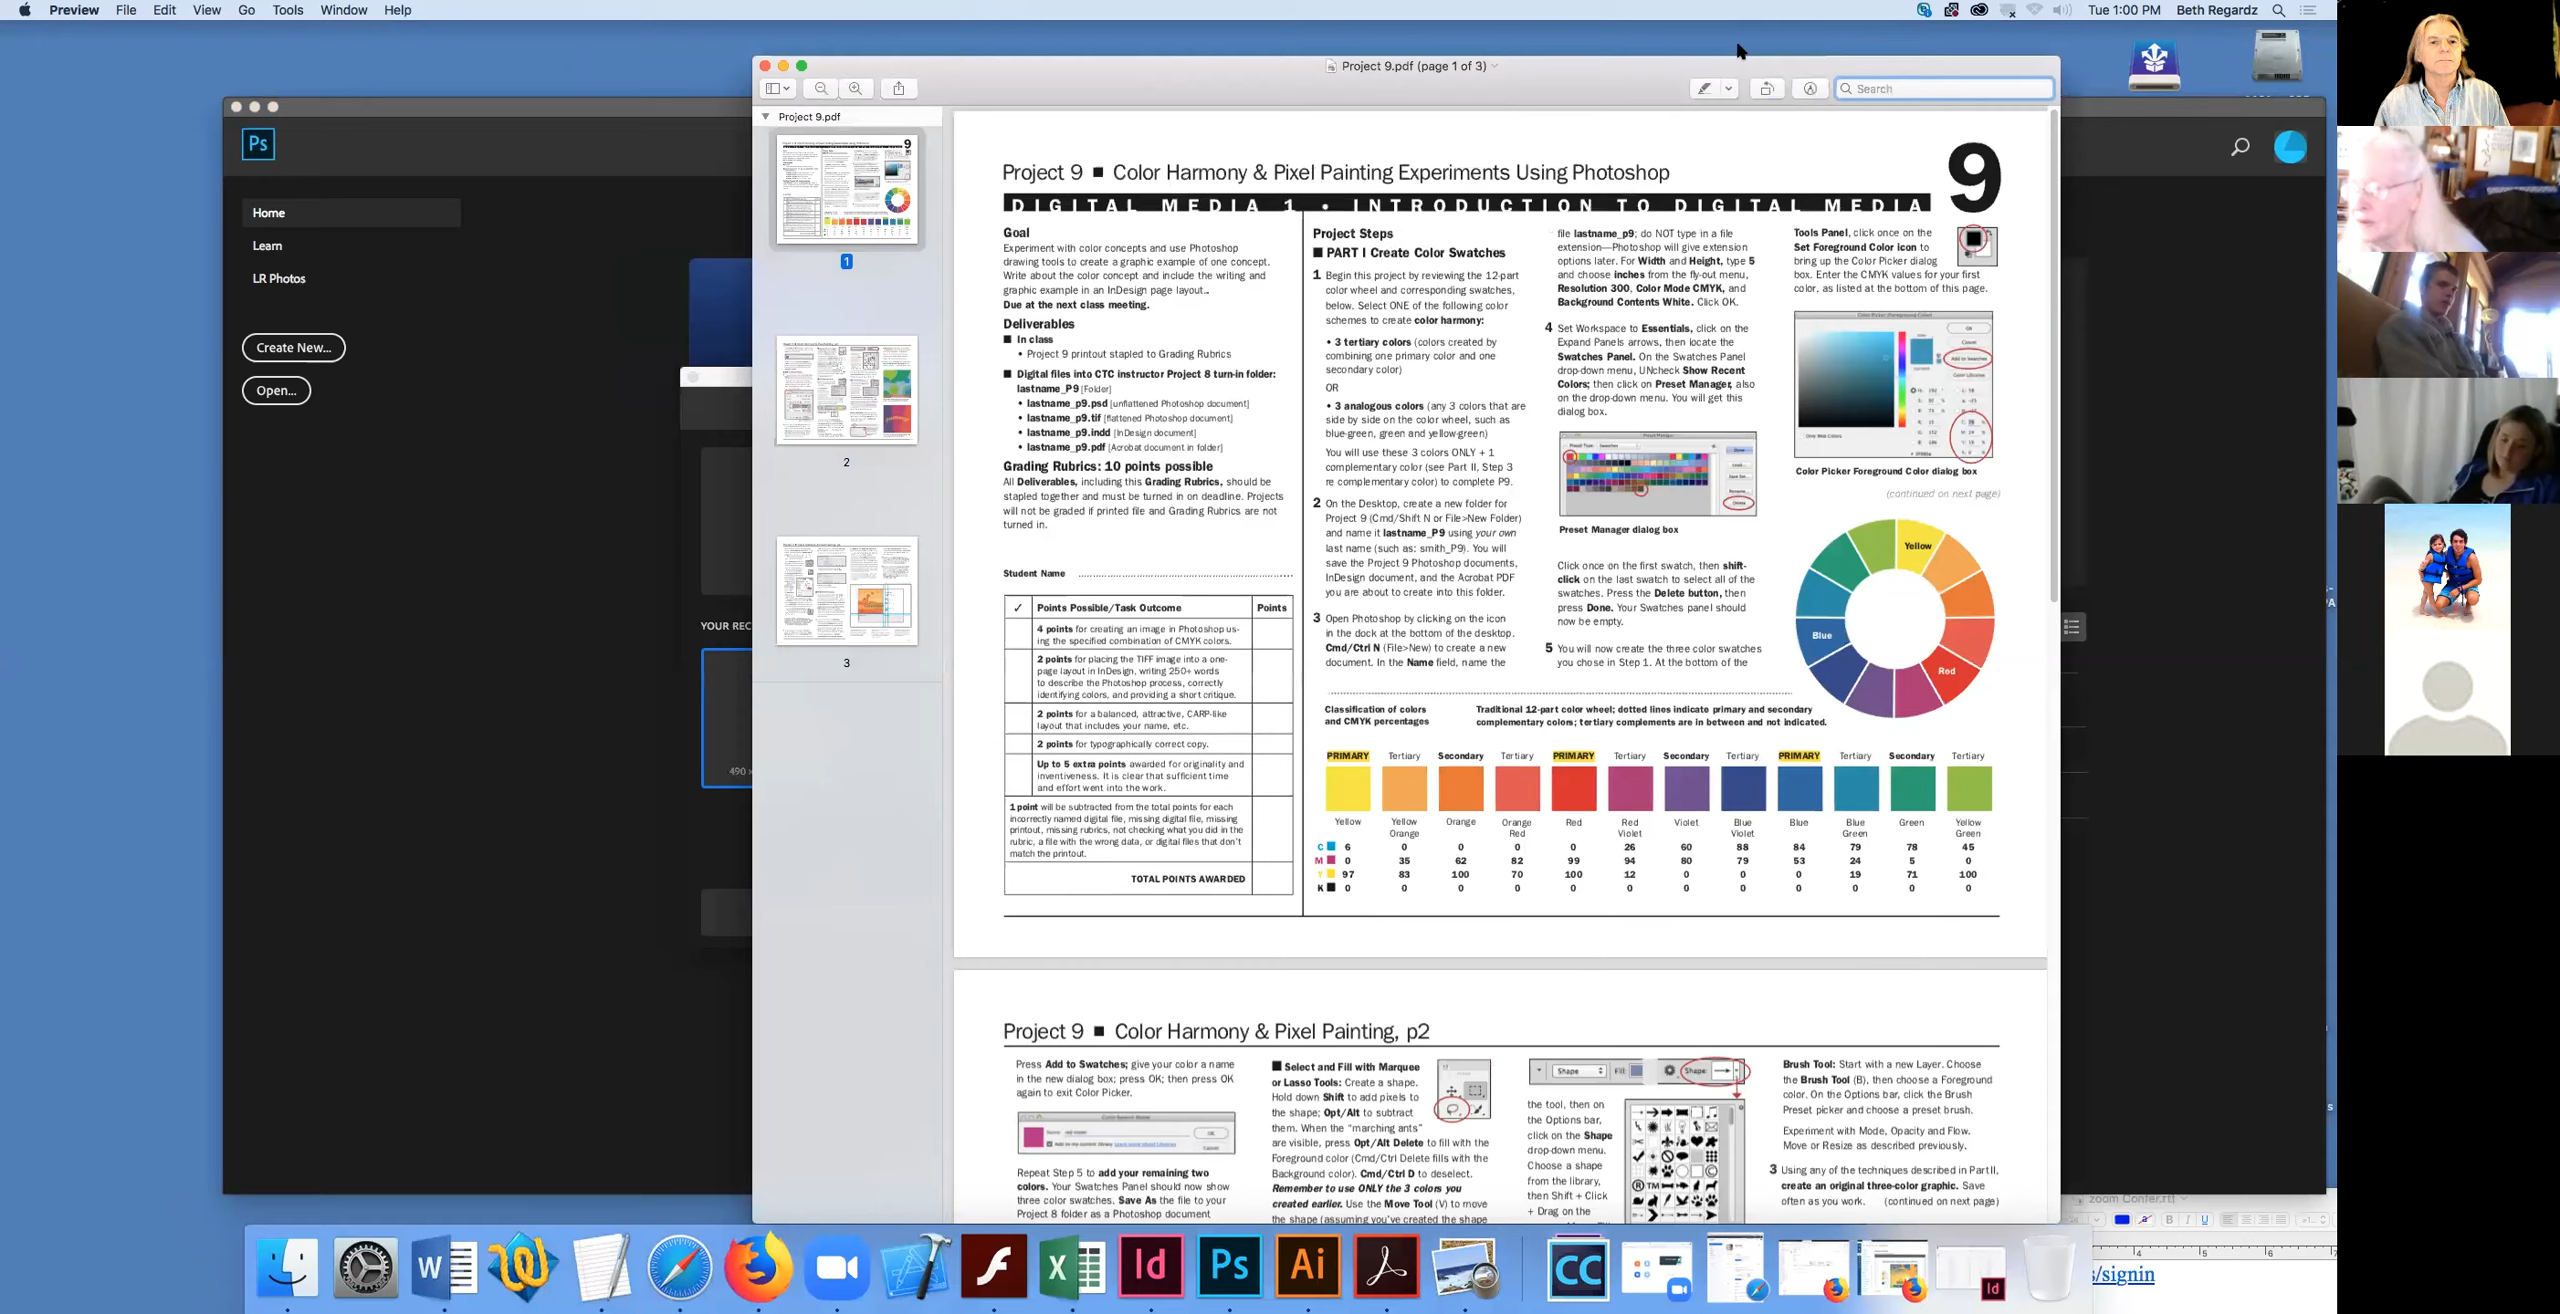 Preview File Edit View Go Tools Window Help
Tue 1:00 PM Beth Regardz
Project 9.pdf (page 1 of 3)
Search
Ps
Home
Learn
LR Photos
Create New...
Open...
YOUR REC
490
Project 9.pdf
1
2
3
Project 9 ■ Color Harmony & Pixel Painting Experiments Using Photoshop
9
DIGITAL MEDIA 1 • INTRODUCTION TO DIGITAL MEDIA
Goal
Experiment with color concepts and use Photoshop
drawing tools to create a graphic example of one concept.
Write about the color concept and include the writing and
graphic example in an InDesign page layout..
Due at the next class meeting.
Deliverables
■ In class
• Project 9 printout stapled to Grading Rubrics
■ Digital files into CTC instructor Project 8 turn-in folder:
lastname_P9 [Folder]
• lastname_p9.psd [unflattened Photoshop document]
• lastname_p9.tif [flattened Photoshop document]
• lastname_p9.indd [InDesign document]
• lastname_p9.pdf [Acrobat document in folder]
Grading Rubrics: 10 points possible
All Deliverables, including this Grading Rubrics, should be
stapled together and must be turned in on deadline. Projects
will not be graded if printed file and Grading Rubrics are not
turned in.
Student Name
✓ Points Possible/Task Outcome Points
4 points for creating an image in Photoshop us-
ing the specified combination of CMYK colors.
2 points for placing the TIFF image into a one-
page layout in InDesign, writing 250+ words
to describe the Photoshop process, correctly
identifying colors, and providing a short critique.
2 points for a balanced, attractive, CARP-like
layout that includes your name, etc.
2 points for typographically correct copy.
Up to 5 extra points awarded for originality and
inventiveness. It is clear that sufficient time
and effort went into the work.
1 point will be subtracted from the total points for each
incorrectly named digital file, missing digital file, missing
printout, missing rubrics, not checking what you did in the
rubric, a file with the wrong data, or digital files that don't
match the printout.
TOTAL POINTS AWARDED
Project Steps
■ PART I Create Color Swatches
1 Begin this project by reviewing the 12-part
color wheel and corresponding swatches,
below. Select ONE of the following color
schemes to create color harmony:
• 3 tertiary colors (colors created by
combining one primary color and one
secondary color)
OR
• 3 analogous colors (any 3 colors that are
side by side on the color wheel, such as
blue-green, green and yellow-green)
You will use these 3 colors ONLY + 1
complementary color (see Part II, Step 3
re complementary color) to complete P9.
2 On the Desktop, create a new folder for
Project 9 (Cmd/Shift N or File>New Folder)
and name it lastname_P9 using your own
last name (such as: smith_P9). You will
save the Project 9 Photoshop documents,
InDesign document, and the Acrobat PDF
you are about to create into this folder.
3 Open Photoshop by clicking on the icon
in the dock at the bottom of the desktop.
Cmd/Ctrl N (File>New) to create a new
document. In the Name field, name the
file lastname_p9; do NOT type in a file
extension—Photoshop will give extension
options later. For Width and Height, type 5
and choose inches from the fly-out menu,
Resolution 300, Color Mode CMYK, and
Background Contents White. Click OK.
4 Set Workspace to Essentials, click on the
Expand Panels arrows, then locate the
Swatches Panel. On the Swatches Panel
drop-down menu, UNcheck Show Recent
Colors; then click on Preset Manager, also
on the drop-down menu. You will get this
dialog box.
Preset Manager dialog box
Click once on the first swatch, then shift-
click on the last swatch to select all of the
swatches. Press the Delete button, then
press Done. Your Swatches panel should
now be empty.
5 You will now create the three color swatches
you chose in Step 1. At the bottom of the
Tools Panel, click once on the
Set Foreground Color icon to
bring up the Color Picker dialog
box. Enter the CMYK values for your first
color, as listed at the bottom of this page.
Color Picker Foreground Color dialog box
(continued on next page)
Yellow
Blue
Red
Classification of colors
and CMYK percentages
Traditional 12-part color wheel; dotted lines indicate primary and secondary
complementary colors; tertiary complements are in between and not indicated.
PRIMARY Tertiary Secondary Tertiary PRIMARY Tertiary Secondary Tertiary PRIMARY Tertiary Secondary Tertiary
Yellow Yellow Orange Orange Orange Red Red Red Violet Violet Blue Violet Blue Blue Green Green Yellow Green
C 6 0 0 0 0 26 60 88 84 79 78 45
M 0 35 62 82 99 94 80 79 53 24 5 0
Y 97 83 100 70 100 12 0 0 0 19 71 100
K 0 0 0 0 0 0 0 0 0 0 0 0
Project 9 ■ Color Harmony & Pixel Painting, p2
Press Add to Swatches; give your color a name
in the new dialog box; press OK; then press OK
again to exit Color Picker.
Repeat Step 5 to add your remaining two
colors. Your Swatches Panel should now show
three color swatches. Save As the file to your
Project 8 folder as a Photoshop document
■ Select and Fill with Marquee
or Lasso Tools: Create a shape.
Hold down Shift to add pixels to
the shape; Opt/Alt to subtract
them. When the "marching ants"
are visible, press Opt/Alt Delete to fill with the
Foreground color (Cmd/Ctrl Delete fills with the
Background color). Cmd/Ctrl D to deselect.
Remember to use ONLY the 3 colors you
created earlier. Use the Move Tool (V) to move
the shape (assuming you've created the shape
Shape Fill: Shape:
the tool, then on
the Options bar,
click on the Shape
drop-down menu.
Choose a shape
from the library,
then Shift + Click
+ Drag on the
Brush Tool: Start with a new Layer. Choose
the Brush Tool (B), then choose a Foreground
color. On the Options bar, click the Brush
Preset picker and choose a preset brush.
Experiment with Mode, Opacity and Flow.
Move or Resize as described previously.
3 Using any of the techniques described in Part II,
create an original three-color graphic. Save
often as you work. (continued on next page)
zoom Confer.rtf
B I U
4 5 6
s/signin
W
X
Id
Ps
Ai
CC
Id